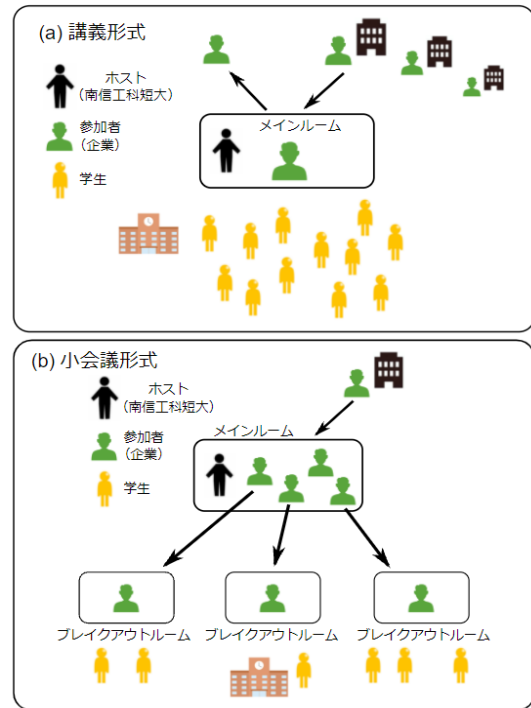 (a) 講義形式
ホスト
(南信工科短大)
参加者
(企業)
学生
メインルーム
(b) 小会議形式
ホスト
(南信工科短大)
参加者
(企業)
学生
メインルーム
ブレイクアウトルーム
ブレイクアウトルーム
ブレイクアウトルーム